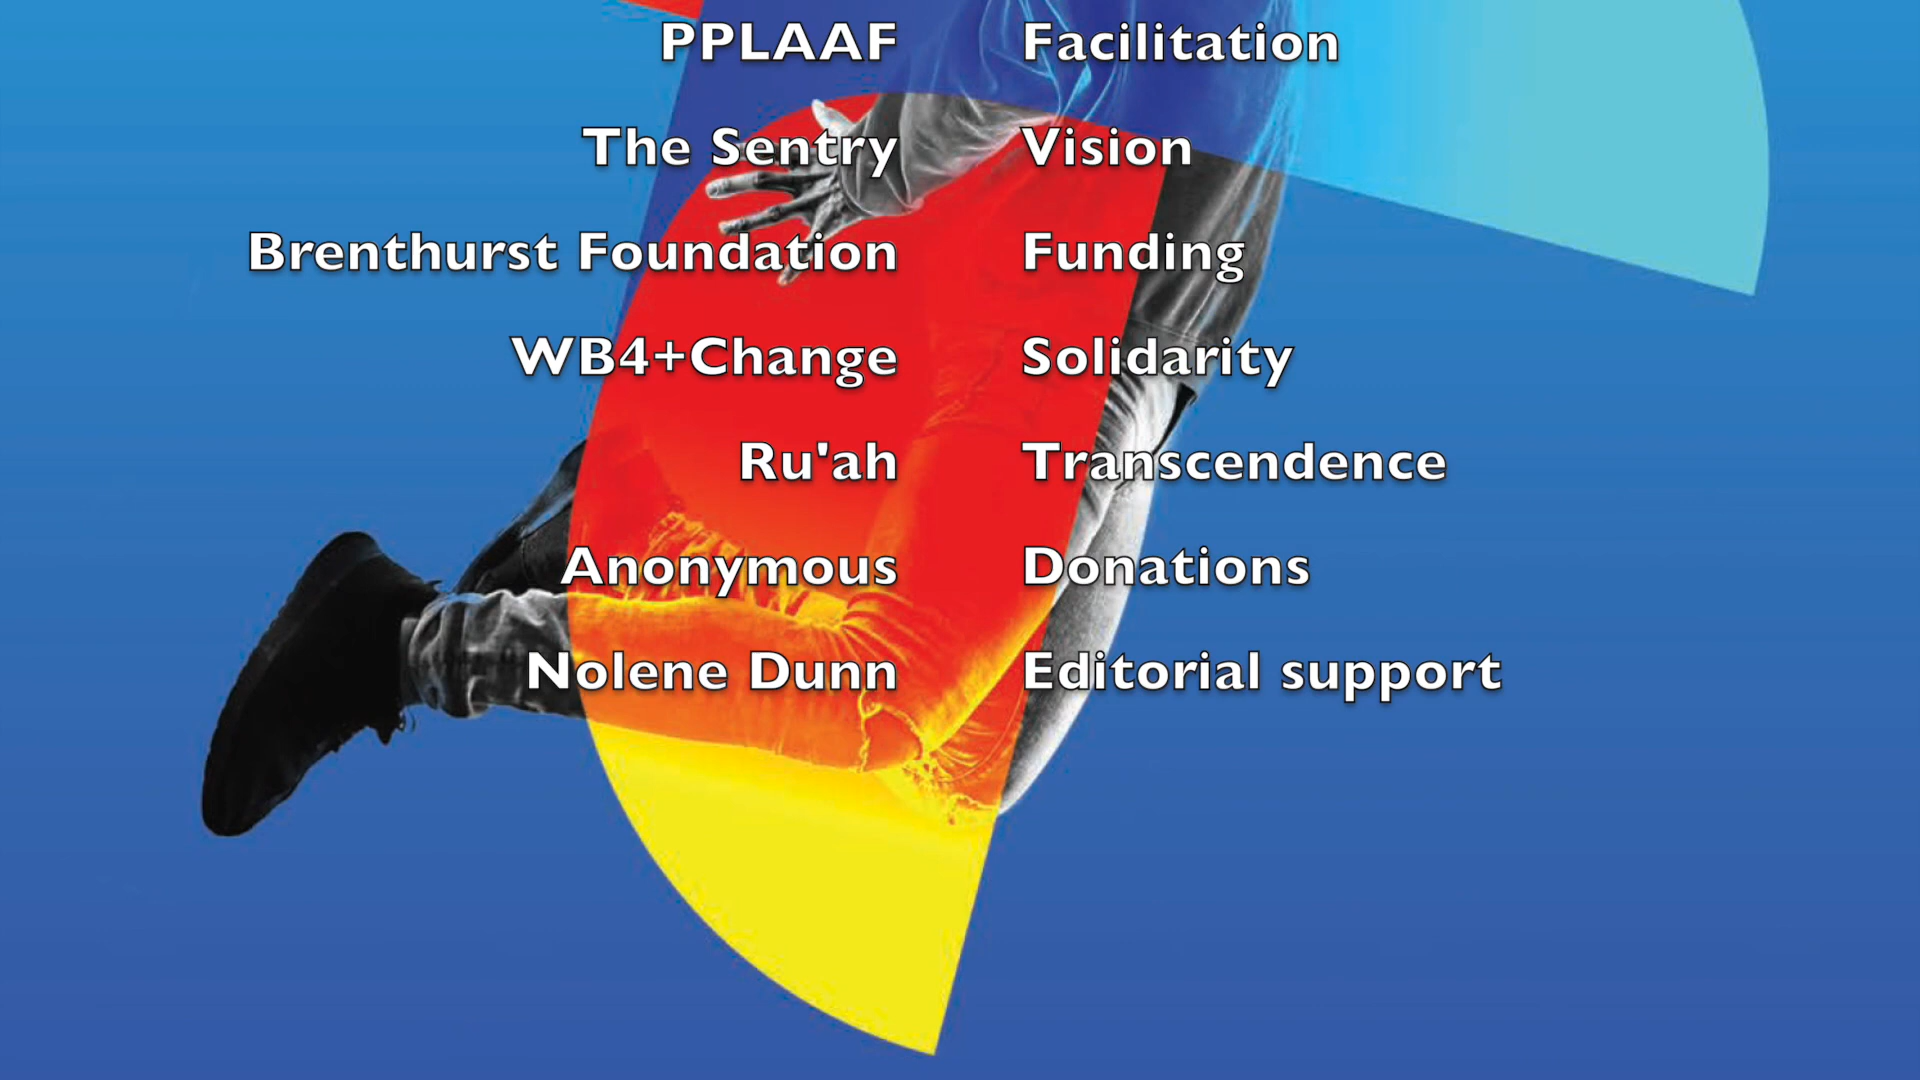 PPLAAF Facilitation
The Sentry Vision
Brenthurst Foundation Funding
WB4+Change Solidarity
Ru'ah Transcendence
Anonymous Donations
Nolene Dunn Editorial support